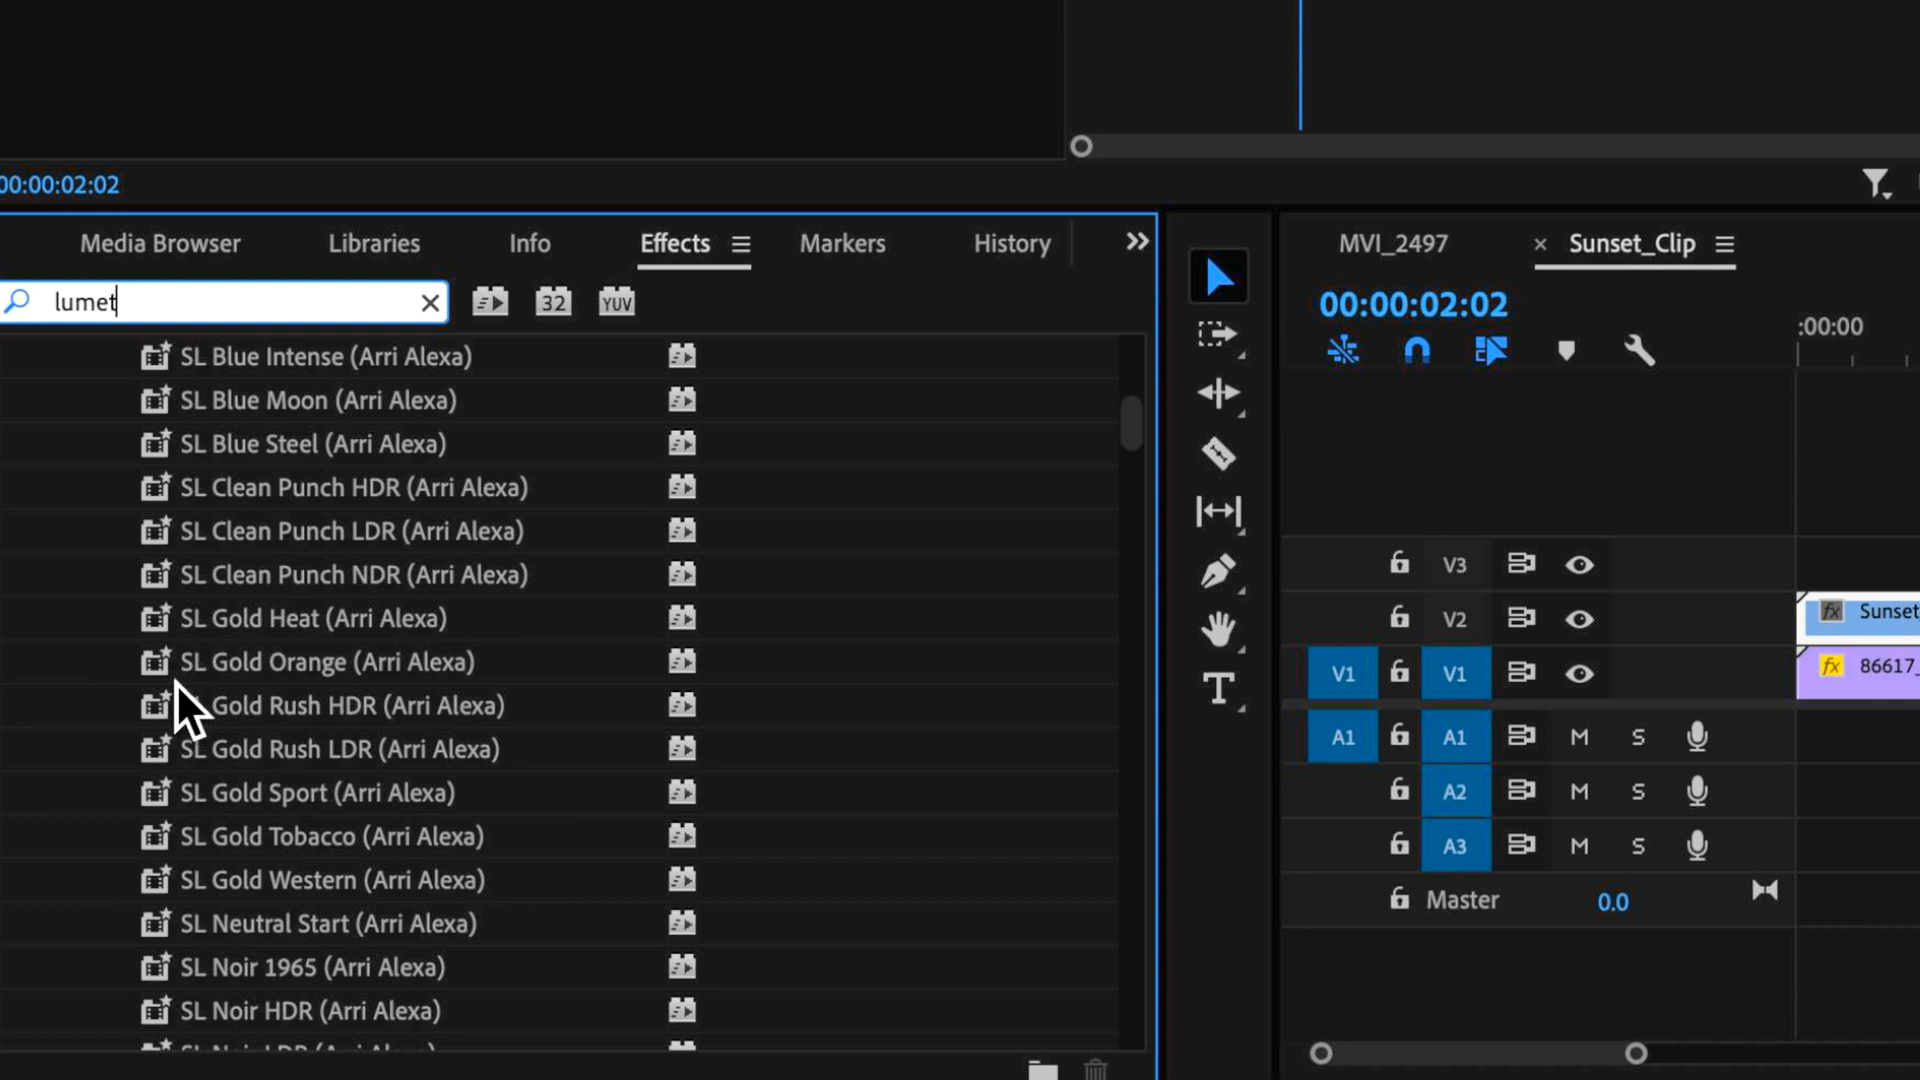 00:00:02:02
Media Browser Libraries Info Effects Markers History
lumet 32 YUV
SL Blue Intense (Arri Alexa)
SL Blue Moon (Arri Alexa)
SL Blue Steel (Arri Alexa)
SL Clean Punch HDR (Arri Alexa)
SL Clean Punch LDR (Arri Alexa)
SL Clean Punch NDR (Arri Alexa)
SL Gold Heat (Arri Alexa)
SL Gold Orange (Arri Alexa)
Gold Rush HDR (Arri Alexa)
SL Gold Rush LDR (Arri Alexa)
SL Gold Sport (Arri Alexa)
SL Gold Tobacco (Arri Alexa)
SL Gold Western (Arri Alexa)
SL Neutral Start (Arri Alexa)
SL Noir 1965 (Arri Alexa)
SL Noir HDR (Arri Alexa)
MVI_2497 × Sunset_Clip
00:00:02:02
:00:00
V3
V2 fx Sunset
V1 V1 fx 86617_
A1 A1 M S
A2 M S
A3 M S
Master 0.0